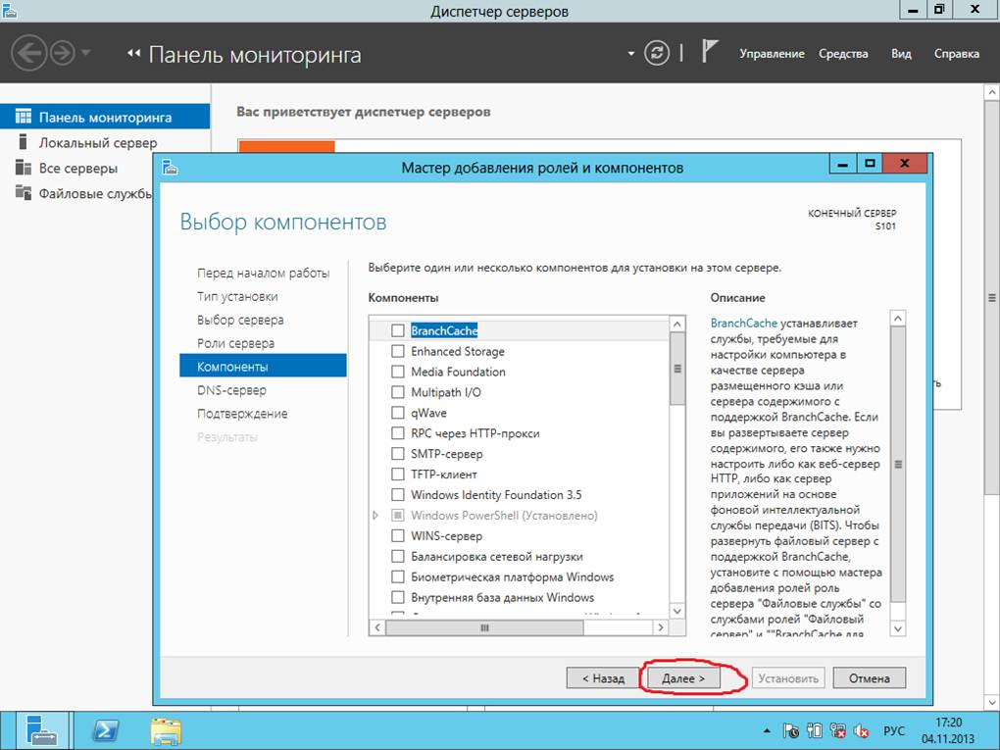 Диспетчер серверов
Панель мониторинга
Управление
Средства
Вид
Справка
Панель мониторинга
Локальный сервер
Все серверы
Файловые службы
Вас приветствует диспетчер серверов
Мастер добавления ролей и компонентов
Выбор компонентов
КОНЕЧНЫЙ СЕРВЕР
S101
Перед началом работы
Тип установки
Выбор сервера
Роли сервера
Компоненты
DNS-сервер
Подтверждение
Результаты
Выберите один или несколько компонентов для установки на этом сервере.
Компоненты
BranchCache
Enhanced Storage
Media Foundation
Multipath I/O
qWave
RPC через HTTP-прокси
SMTP-сервер
TFTP-клиент
Windows Identity Foundation 3.5
Windows PowerShell (Установлено)
WINS-сервер
Балансировка сетевой нагрузки
Биометрическая платформа Windows
Внутренняя база данных Windows
Описание
BranchCache устанавливает
службы, требуемые для
настройки компьютера в
качестве сервера
размещенного кэша или
сервера содержимого с
поддержкой BranchCache. Если
вы развертываете сервер
содержимого, его также нужно
настроить либо как веб-сервер
HTTP, либо как сервер
приложений на основе
фоновой интеллектуальной
службы передачи (BITS). Чтобы
развернуть файловый сервер с
поддержкой BranchCache,
установите с помощью мастера
добавления ролей роль
сервера "Файловые службы" со
службами ролей "Файловый
сервер" и ""BranchCache для
< Назад
Далее >
Установить
Отмена
РУС
17:20
04.11.2013